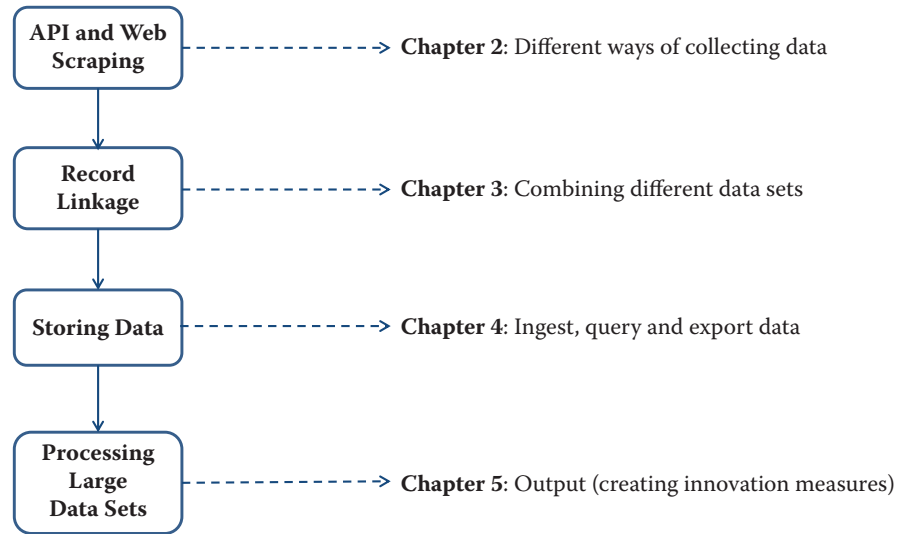 API and Web
Scraping
Chapter 2: Different ways of collecting data
Record
Linkage
Chapter 3: Combining different data sets
Storing Data
Chapter 4: Ingest, query and export data
Processing
Large
Data Sets
Chapter 5: Output (creating innovation measures)